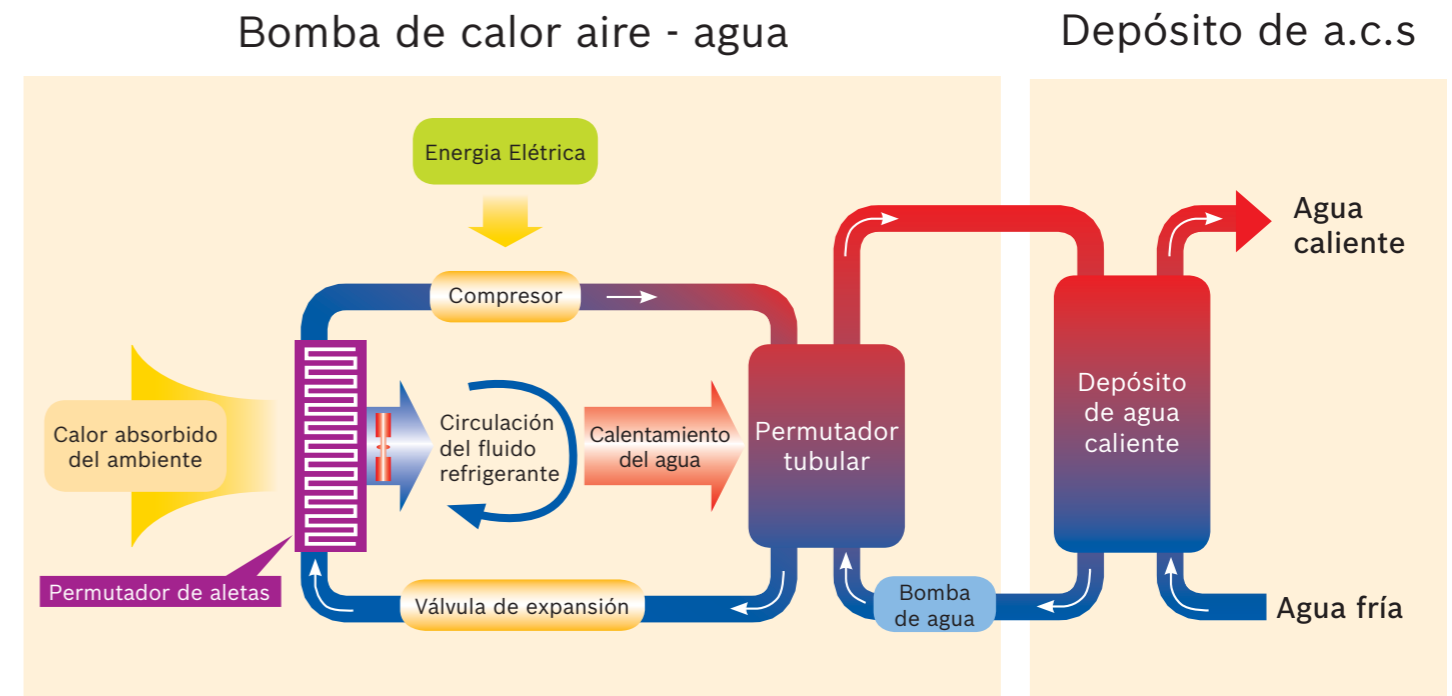 Bomba de calor aire - agua
Depósito de a.c.s
Energia Elétrica
Agua
caliente
Compresor
Calor absorbido
del ambiente
Circulación
del fluido
refrigerante
Calentamiento
del agua
Permutador
tubular
Depósito
de agua
caliente
Permutador de aletas
Válvula de expansión
Bomba
de agua
Agua fría